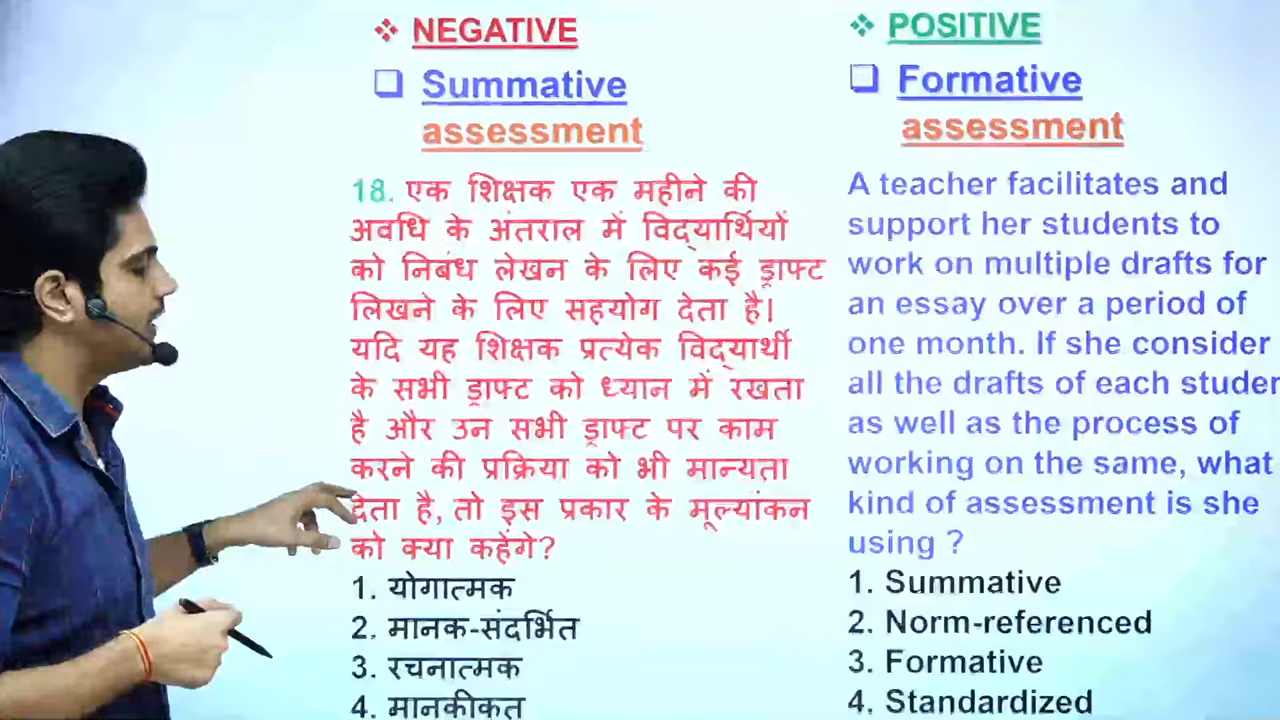 ❖ NEGATIVE
❑ Summative
assessment
18. एक शिक्षक एक महीने की
अवधि के अंतराल में विद्यार्थियों
को निबंध लेखन के लिए कई ड्राफ्ट
लिखने के लिए सहयोग देता है।
यदि यह शिक्षक प्रत्येक विद्यार्थी
के सभी ड्राफ्ट को ध्यान में रखता
है और उन सभी ड्राफ्ट पर काम
करने की प्रक्रिया को भी मान्यता
देता है, तो इस प्रकार के मूल्यांकन
को क्या कहेंगे?
1. योगात्मक
2. मानक-संदर्भित
3. रचनात्मक
4. मानकीकृत
❖ POSITIVE
❑ Formative
assessment
A teacher facilitates and
support her students to
work on multiple drafts for
an essay over a period of
one month. If she consider
all the drafts of each studen
as well as the process of
working on the same, what
kind of assessment is she
using ?
1. Summative
2. Norm-referenced
3. Formative
4. Standardized